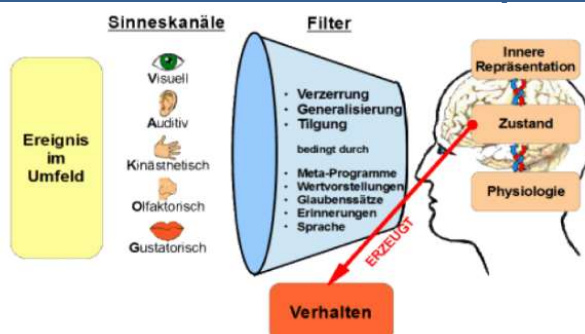 Sinneskanäle
Filter
Ereignis
im
Umfeld
Visuell
Auditiv
Kinästhetisch
Olfaktorisch
Gustatorisch
· Verzerrung
· Generalisierung
· Tilgung
bedingt durch
· Meta-Programme
· Wertvorstellungen
· Glaubenssätze
· Erinnerungen
· Sprache
Innere
Repräsentation
Zustand
Physiologie
ERZEUGT
Verhalten